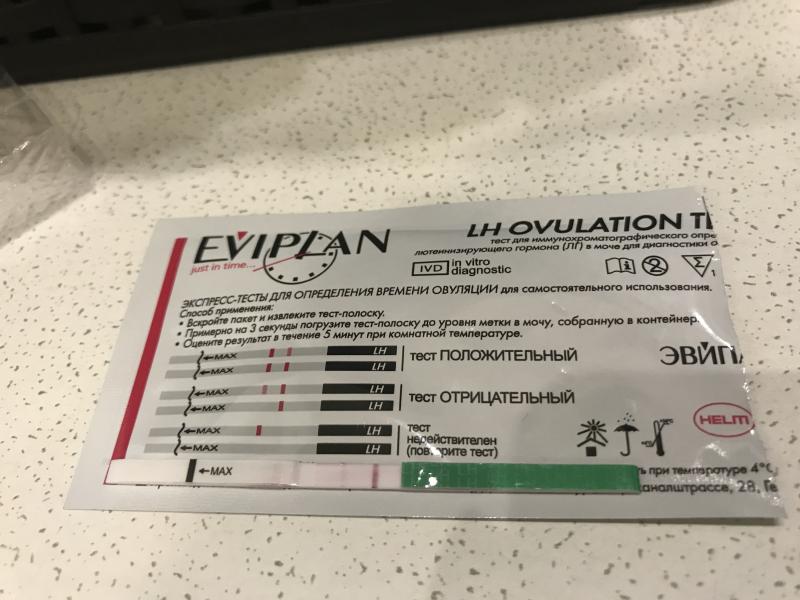 EVIPLAN
just in time...
LH OVULATION
тест для иммунохроматографического
лютеинизирующего гормона (ЛГ) в моче для диагностики
IVD in vitro diagnostic
2
1
ЭКСПРЕСС-ТЕСТЫ ДЛЯ ОПРЕДЕЛЕНИЯ ВРЕМЕНИ ОВУЛЯЦИИ для самостоятельного использования.
Способ применения:
• Вскройте пакет и извлеките тест-полоску.
• Примерно на 3 секунды погрузите тест-полоску до уровня метки в мочу, собранную в контейнер.
• Оцените результат в течение 5 минут при комнатной температуре.
MAX LH
MAX LH
тест ПОЛОЖИТЕЛЬНЫЙ
MAX LH
MAX LH
тест ОТРИЦАТЕЛЬНЫЙ
MAX LH
MAX LH
тест
недействителен
(повторите тест)
HELM
MAX
при температуре 4°C
28,